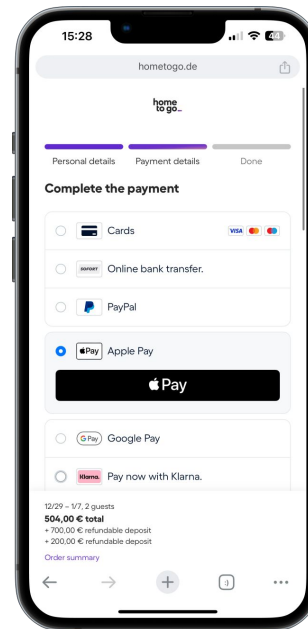 15:28
44
hometogo.de
home
to go_
Personal details Payment details Done
Complete the payment
Cards VISA
SOFORT Online bank transfer.
PayPal
Pay Apple Pay
Pay
G Pay Google Pay
Klarna. Pay now with Klarna.
12/29 – 1/7, 2 guests
504,00 € total
+ 700,00 € refundable deposit
+ 200,00 € refundable deposit
Order summary
:)